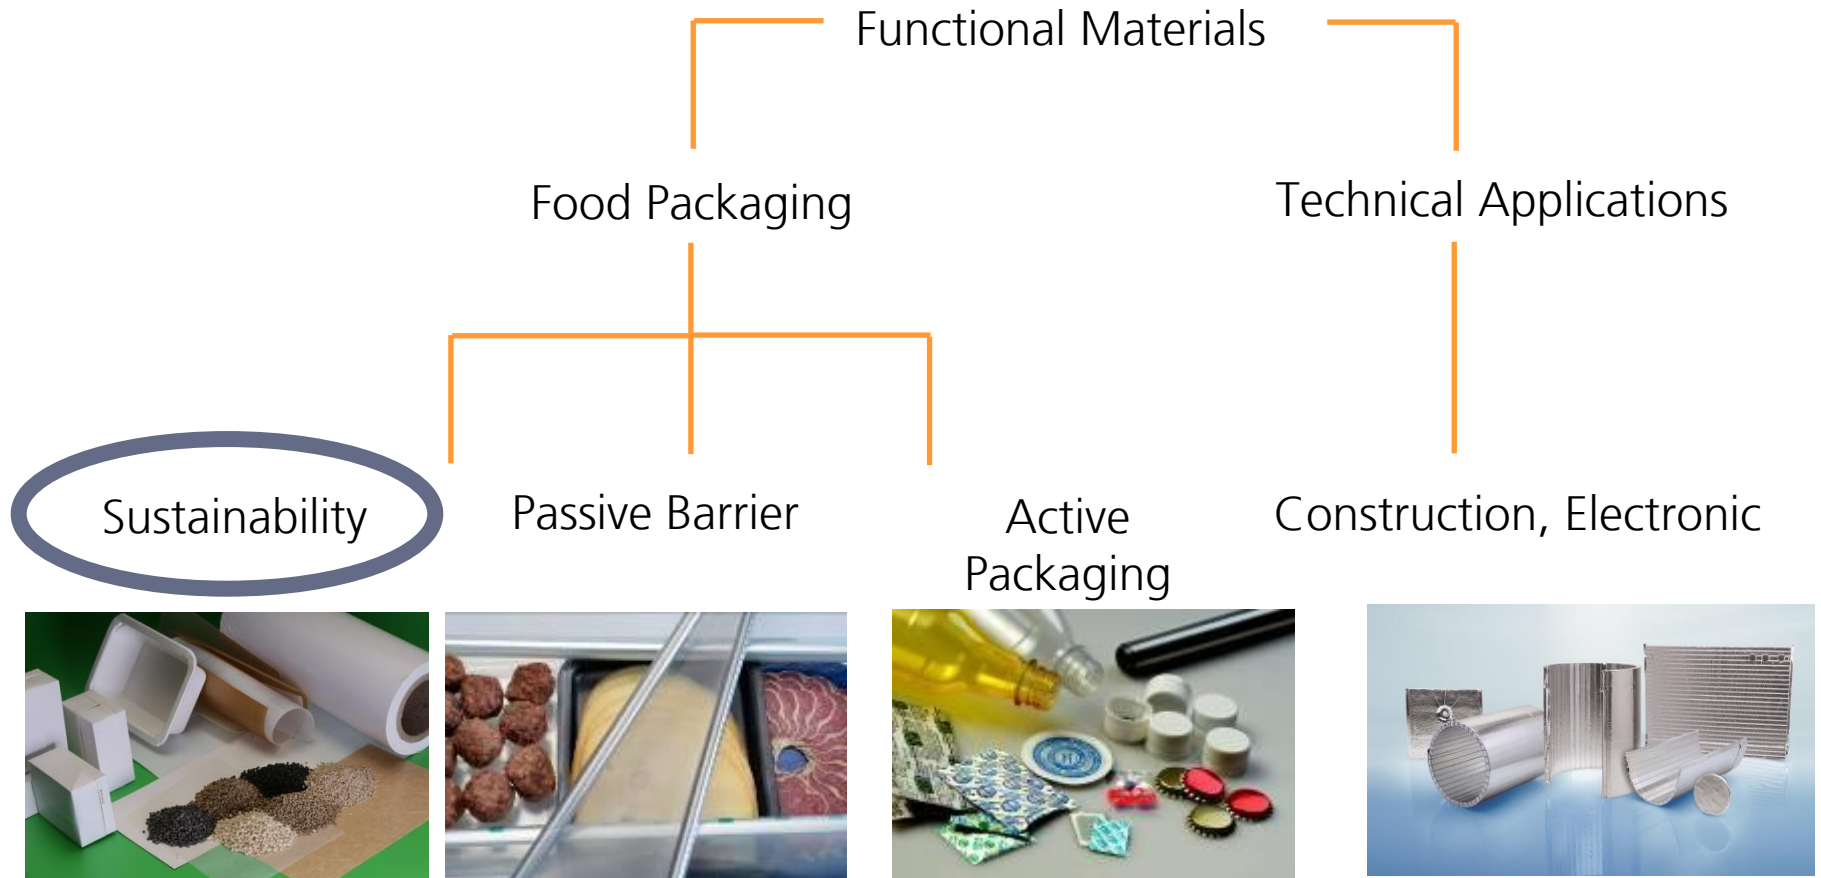 Functional Materials
Food Packaging
Technical Applications
Sustainability
Passive Barrier
Active
Packaging
Construction, Electronic